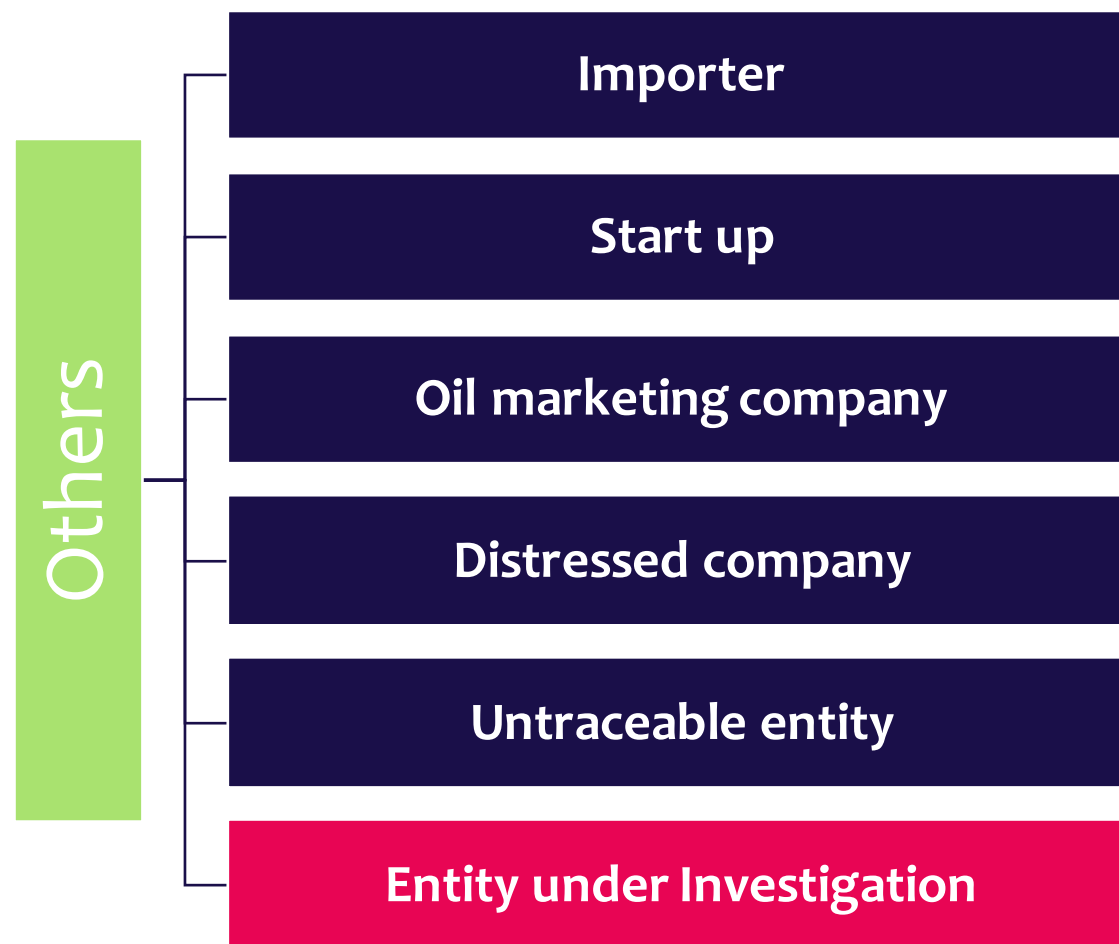 Others
Importer
Start up
Oil marketing company
Distressed company
Untraceable entity
Entity under Investigation